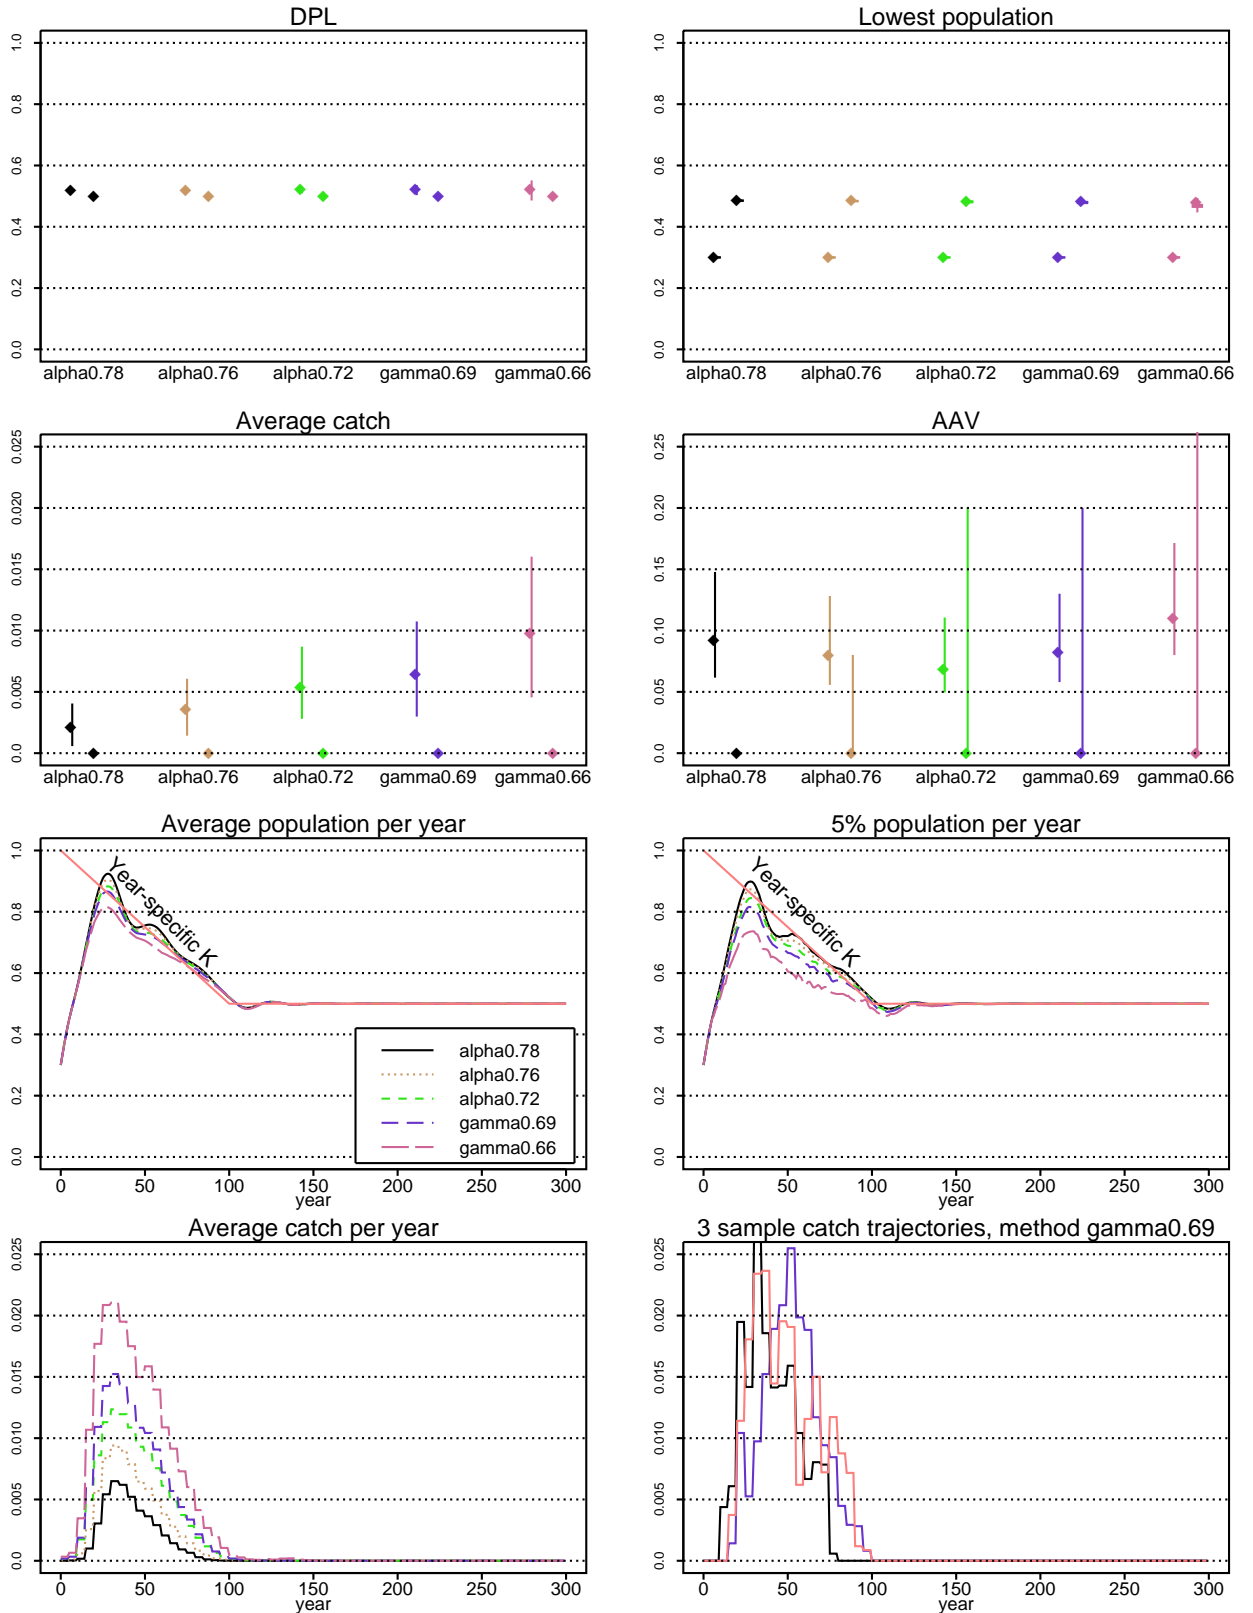 DPL
1.0
0.8
0.6
0.4
0.2
0.0
alpha0.78 alpha0.76 alpha0.72 gamma0.69 gamma0.66
Lowest population
1.0
0.8
0.6
0.4
0.2
0.0
alpha0.78 alpha0.76 alpha0.72 gamma0.69 gamma0.66
Average catch
0.025
0.020
0.015
0.010
0.005
0.0
alpha0.78 alpha0.76 alpha0.72 gamma0.69 gamma0.66
AAV
0.25
0.20
0.15
0.10
0.05
0.0
alpha0.78 alpha0.76 alpha0.72 gamma0.69 gamma0.66
Average population per year
1.0
0.8
0.6
0.4
0.2
0.0
Year-specific K
alpha0.78
alpha0.76
alpha0.72
gamma0.69
gamma0.66
0 50 100 150 200 250 300
year
5% population per year
1.0
0.8
0.6
0.4
0.2
0.0
Year-specific K
0 50 100 150 200 250 300
year
Average catch per year
0.025
0.020
0.015
0.010
0.005
0.0
0 50 100 150 200 250 300
year
3 sample catch trajectories, method gamma0.69
0.025
0.020
0.015
0.010
0.005
0.0
0 50 100 150 200 250 300
year